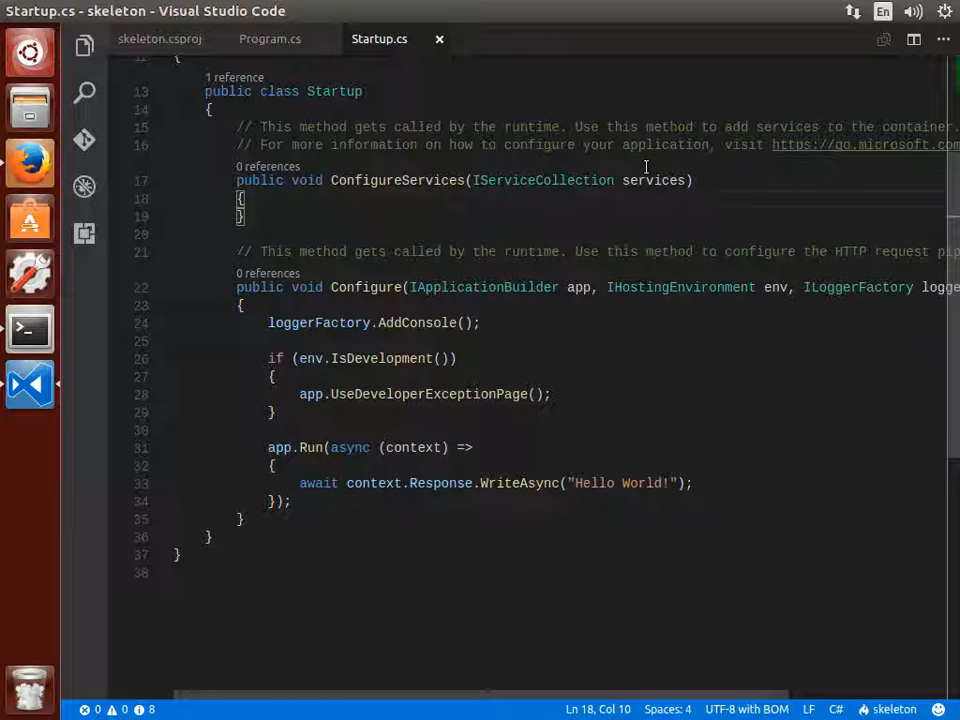 Startup.cs - skeleton - Visual Studio Code
En
skeleton.csproj Program.cs Startup.cs
12 {
1 reference
13 public class Startup
14 {
15 // This method gets called by the runtime. Use this method to add services to the container.
16 // For more information on how to configure your application, visit https://go.microsoft.com
0 references
17 public void ConfigureServices(IServiceCollection services)
18 {
19 }
20
21 // This method gets called by the runtime. Use this method to configure the HTTP request pip
0 references
22 public void Configure(IApplicationBuilder app, IHostingEnvironment env, ILoggerFactory logge
23 {
24 loggerFactory.AddConsole();
25
26 if (env.IsDevelopment())
27 {
28 app.UseDeveloperExceptionPage();
29 }
30
31 app.Run(async (context) =>
32 {
33 await context.Response.WriteAsync("Hello World!");
34 });
35 }
36 }
37 }
38
0 0 8 Ln 18, Col 10 Spaces: 4 UTF-8 with BOM LF C# skeleton